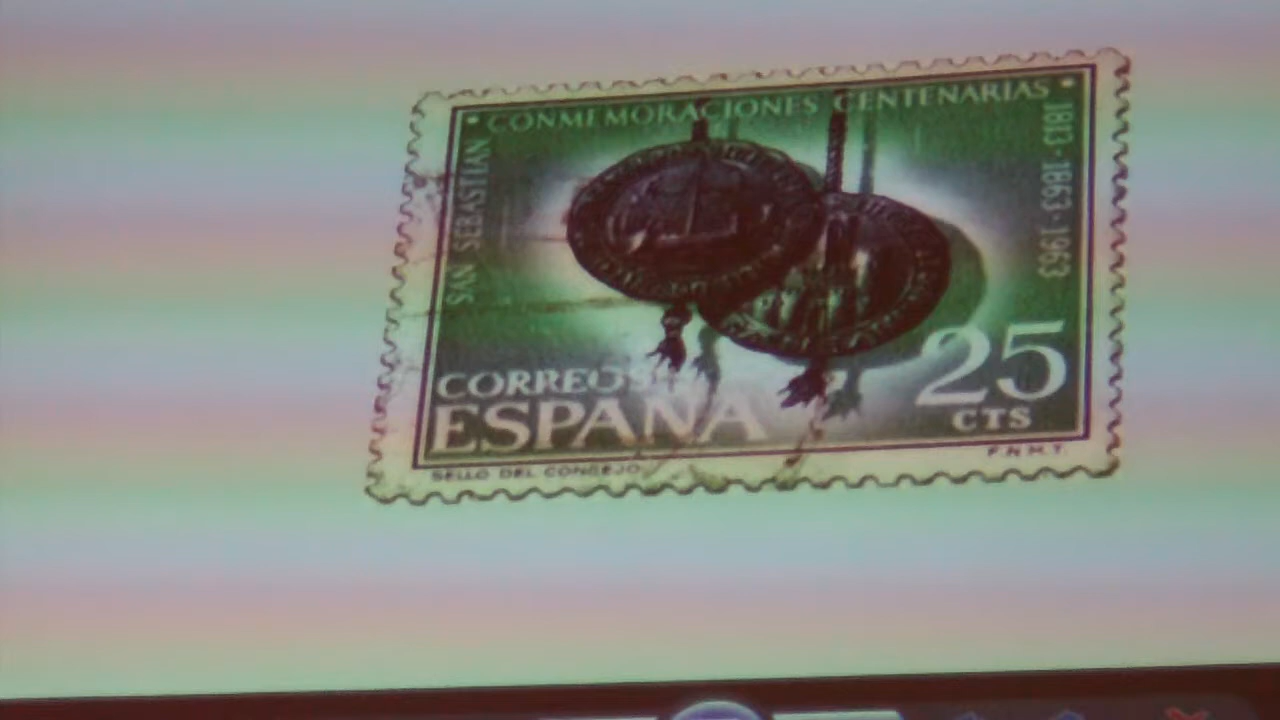 CONMEMORACIONES CENTENARIAS
SAN SEBASTIAN
1813-1863-1963
25
CTS
CORREOS
ESPAÑA
SELLO DEL CONCEJO
F.N.M.T.